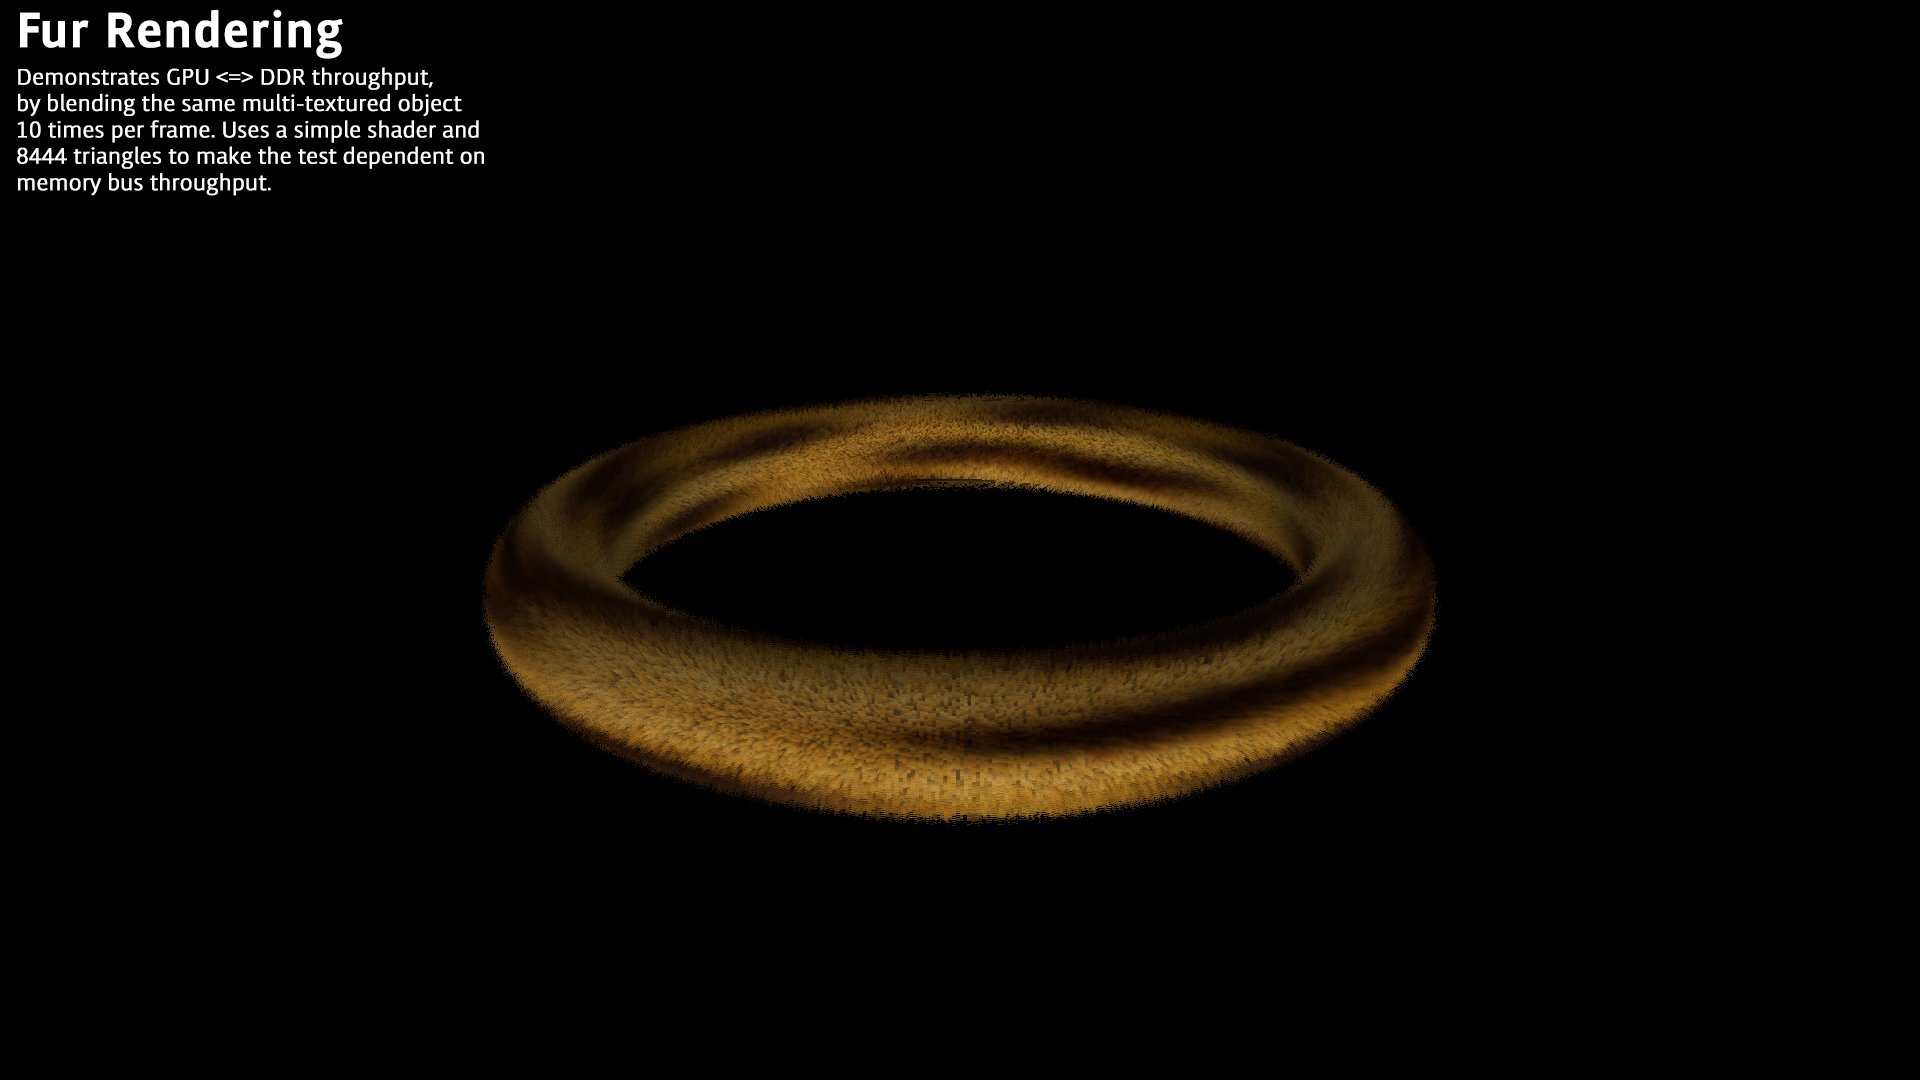 Fur Rendering
Demonstrates GPU <=> DDR throughput,
by blending the same multi-textured object
10 times per frame. Uses a simple shader and
8444 triangles to make the test dependent on
memory bus throughput.